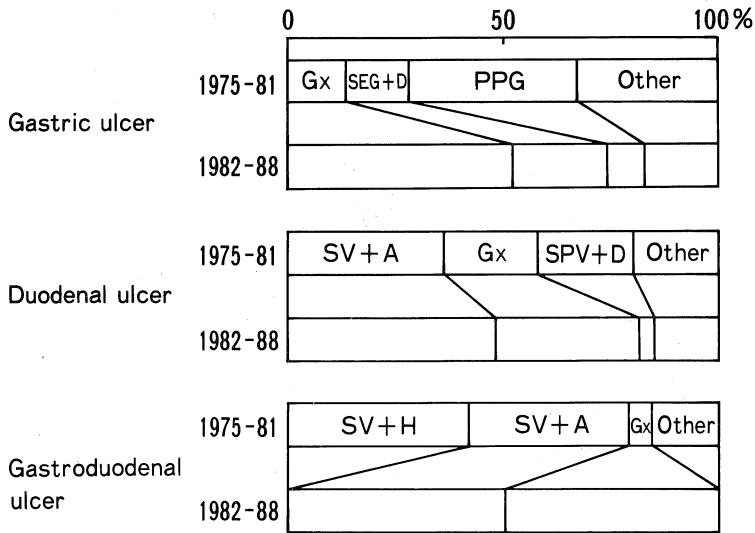 0 50 100%
1975-81 Gx SEG+D PPG Other
Gastric ulcer
1982-88
1975-81 SV+A Gx SPV+D Other
Duodenal ulcer
1982-88
1975-81 SV+H SV+A Gx Other
Gastroduodenal
ulcer
1982-88